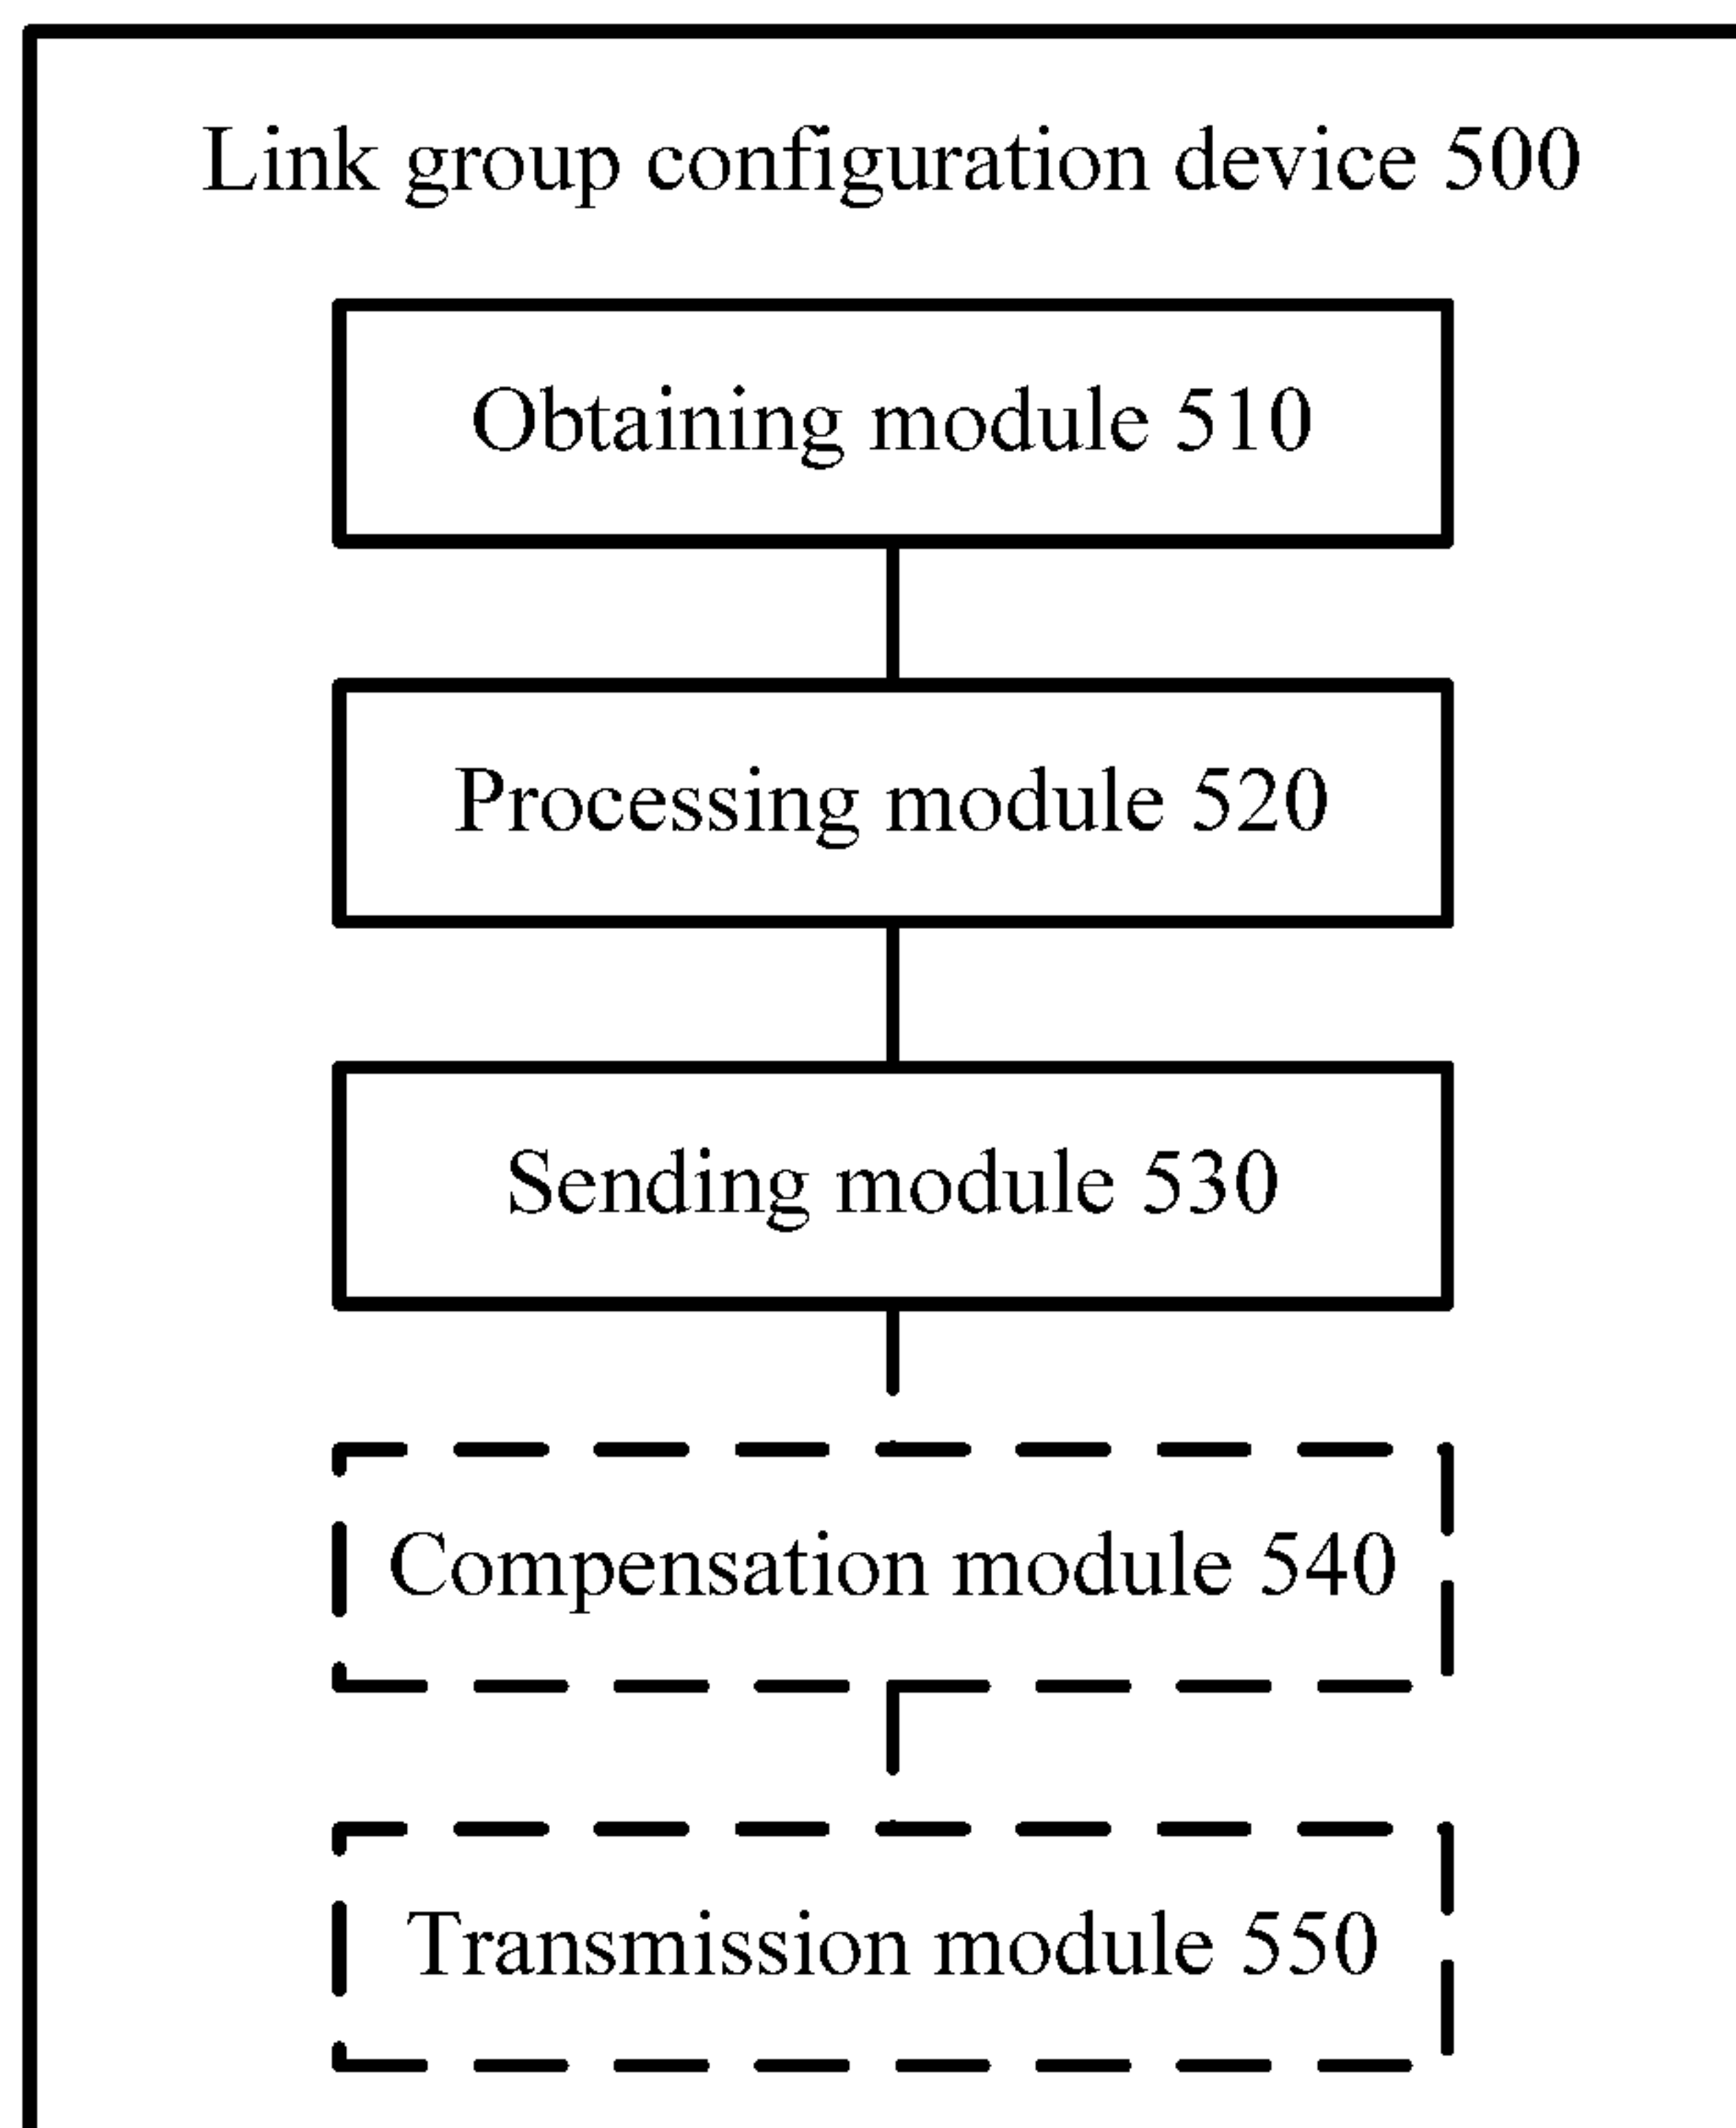 Link group configuration device 500
Obtaining module 510
Processing module 520
Sending module 530
Compensation module 540
Transmission module 550